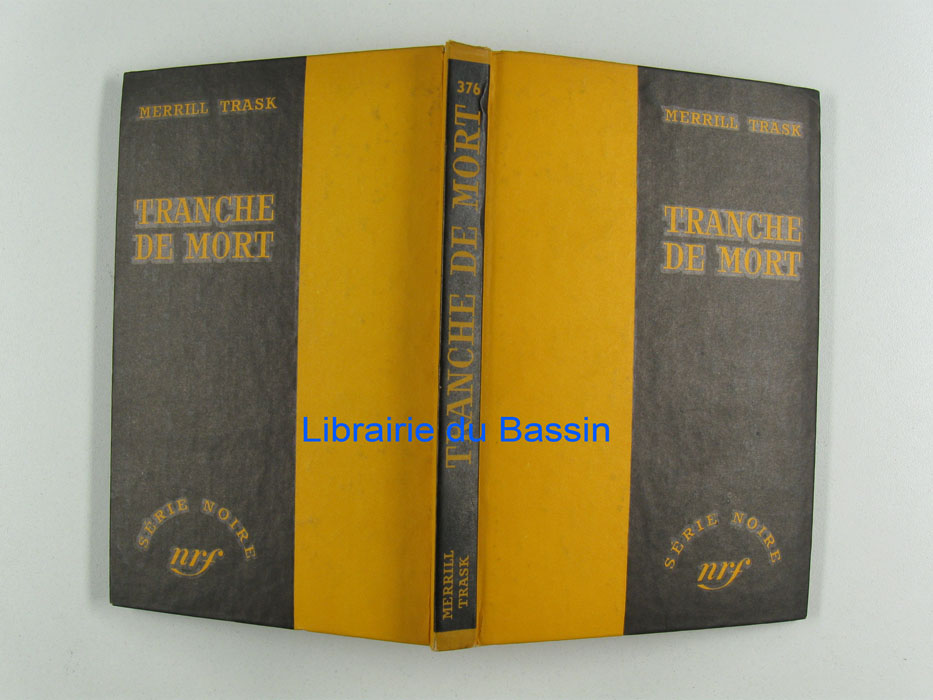 MERRILL TRASK
TRANCHE
DE MORT
SÉRIE NOIRE
nrf
376
TRANCHE DE MORT
MERRILL
TRASK
MERRILL TRASK
TRANCHE
DE MORT
SÉRIE NOIRE
nrf
Librairie du Bassin